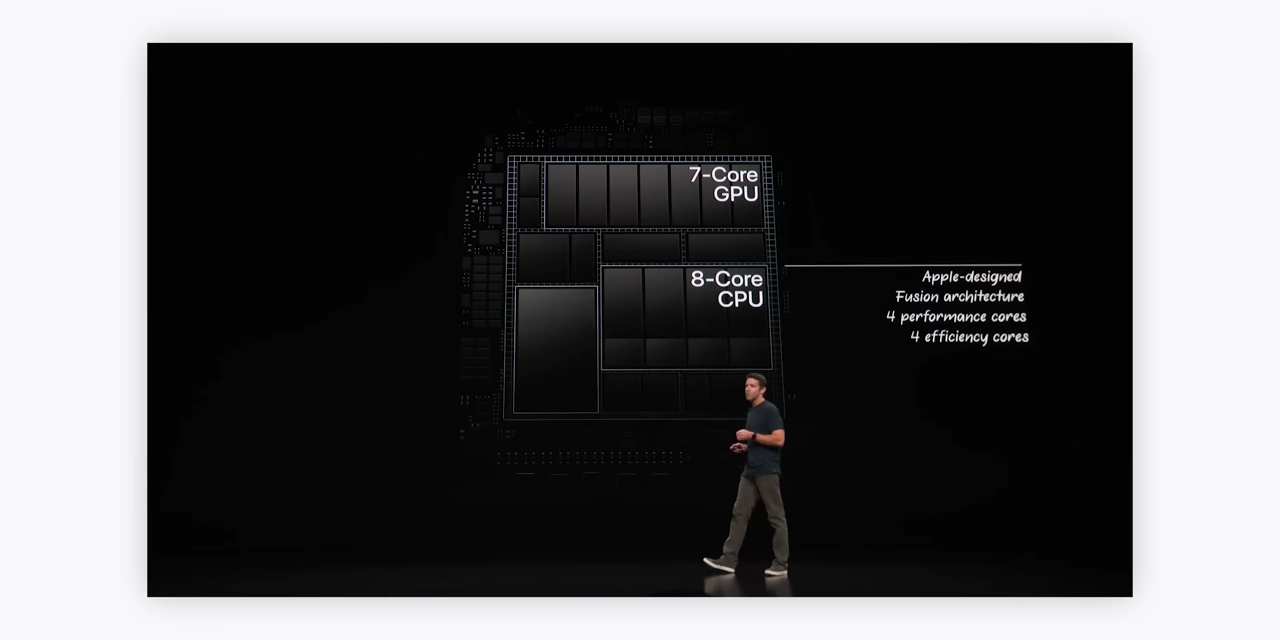 7-Core
GPU
8-Core
CPU
Apple-designed
Fusion architecture
4 performance cores
4 efficiency cores